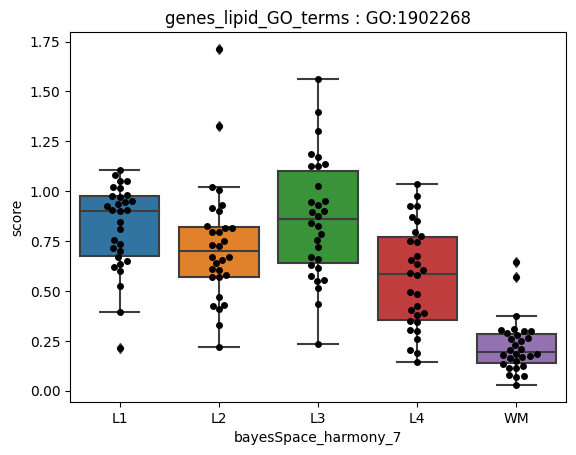 genes_lipid_GO_terms : GO:1902268
1.75
1.50
1.25
1.00
0.75
0.50
0.25
0.00
score
L1 L2 L3 L4 WM
bayesSpace_harmony_7